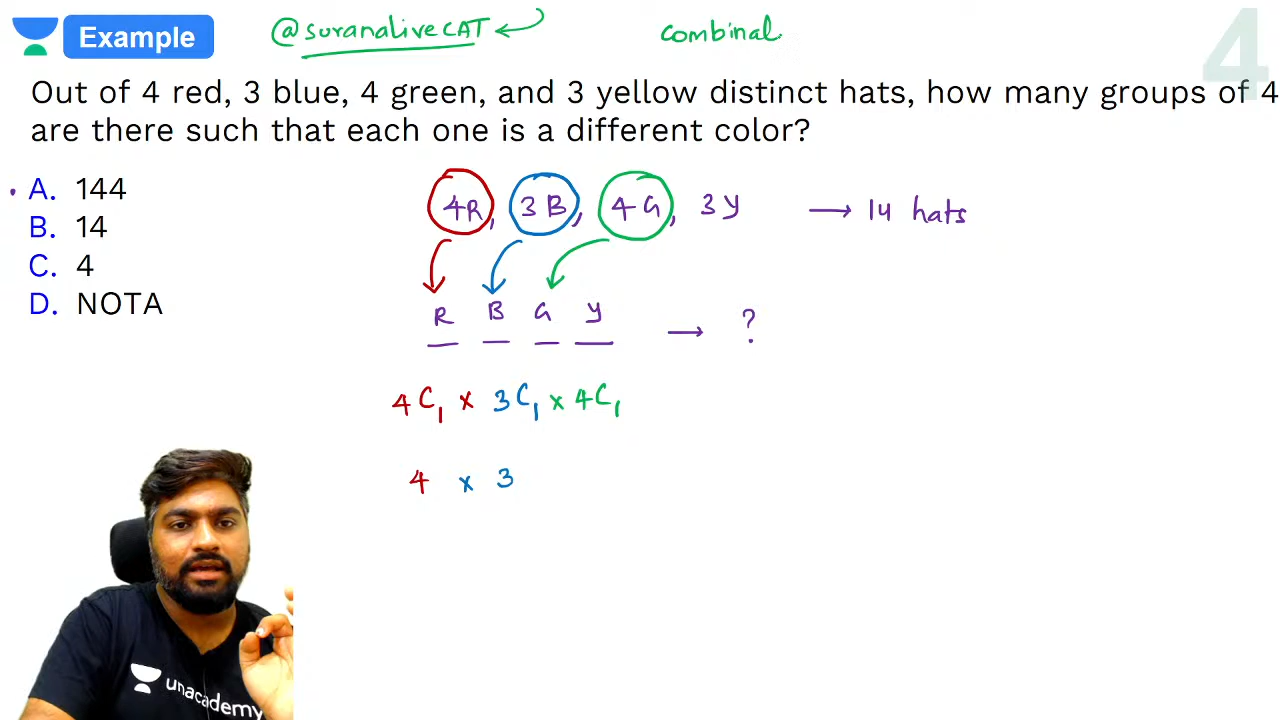 Example
@suranaliveCAT
combinal
4
Out of 4 red, 3 blue, 4 green, and 3 yellow distinct hats, how many groups of 4
are there such that each one is a different color?
A. 144
B. 14
C. 4
D. NOTA
4R, 3B, 4G, 3Y → 14 hats
R B G Y → ?
4C₁ x 3C₁ x 4C₁
4 x 3
unacademy